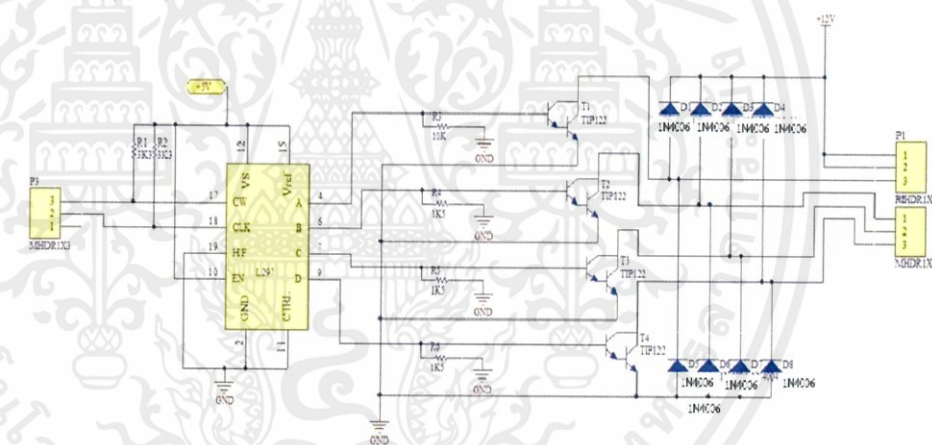 +12V
+5V
R1
3K3
R2
3K3
P3
3
2
1
MHDR1X3
12
15
VS
Vref
17
CW
18
CLK
19
HF
10
EN
L297
GND
CTRL
2
11
GND
A
4
B
6
C
D
9
R3
10K
GND
R4
1K5
GND
R5
1K5
GND
R6
1K5
GND
GND
T1
TIP122
T2
TIP122
T3
TIP122
T4
TIP122
D1
D2
D3
D4
1N4006
1N4006
1N4006
1N4006
P1
1
2
3
1
2
3
MHDR1X
D5
D6
D8
1N4006
1N4006
1N4006
1N4006